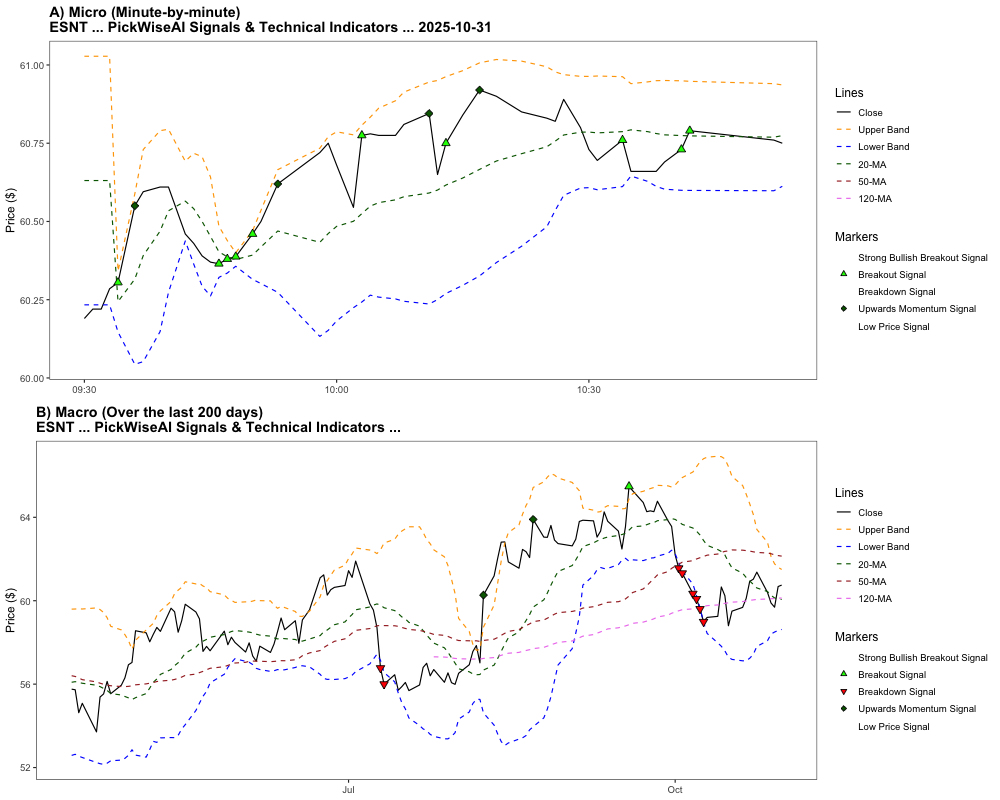 A) Micro (Minute-by-minute)
ESNT ... PickWiseAI Signals & Technical Indicators ... 2025-10-31
Price ($)
61.00
60.75
60.50
60.25
60.00
09:30
10:00
10:30
Lines
Close
Upper Band
Lower Band
20-MA
50-MA
120-MA
Markers
Strong Bullish Breakout Signal
Breakout Signal
Breakdown Signal
Upwards Momentum Signal
Low Price Signal
B) Macro (Over the last 200 days)
ESNT ... PickWiseAI Signals & Technical Indicators ...
Price ($)
64
60
56
52
Jul
Oct
Lines
Close
Upper Band
Lower Band
20-MA
50-MA
120-MA
Markers
Strong Bullish Breakout Signal
Breakout Signal
Breakdown Signal
Upwards Momentum Signal
Low Price Signal